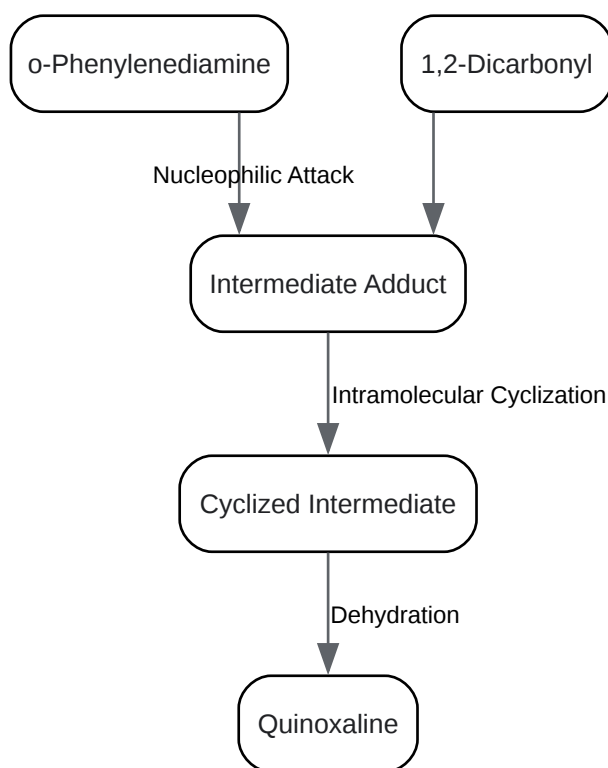 o-Phenylenediamine
1,2-Dicarbonyl
Nucleophilic Attack
Intermediate Adduct
Intramolecular Cyclization
Cyclized Intermediate
Dehydration
Quinoxaline